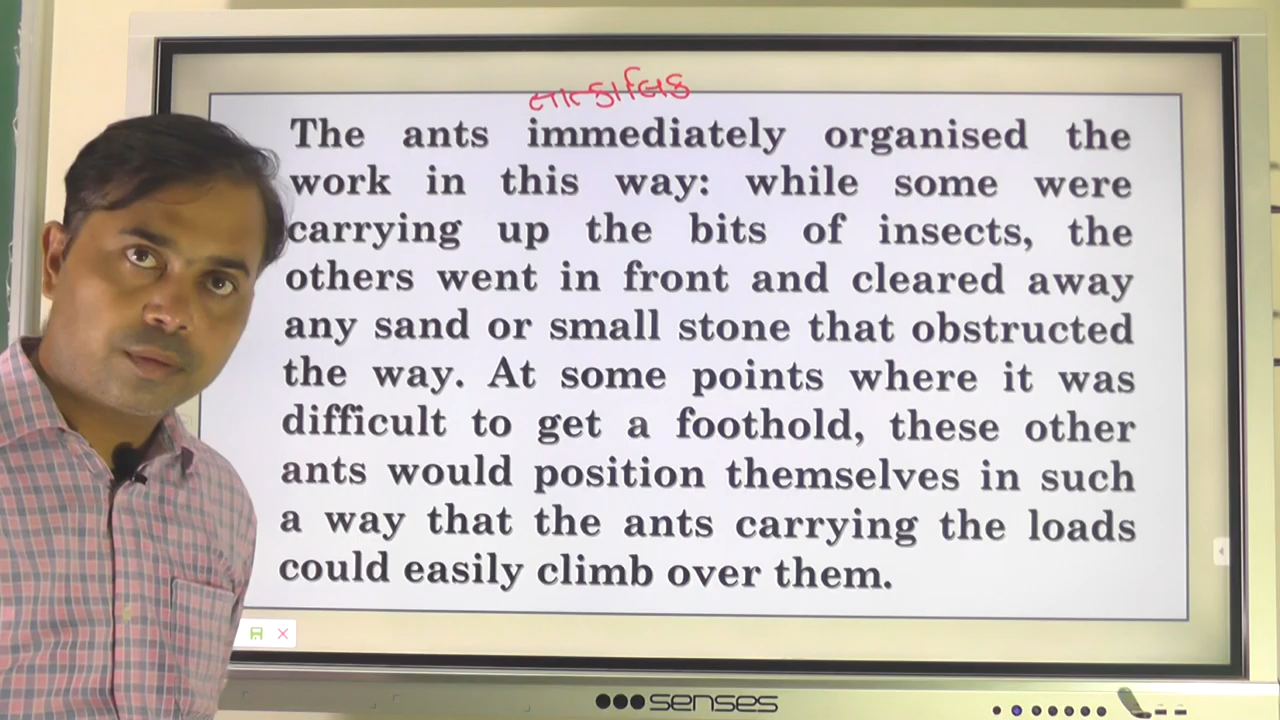 તાત્કાલિક
The ants immediately organised the
work in this way: while some were
carrying up the bits of insects, the
others went in front and cleared away
any sand or small stone that obstructed
the way. At some points where it was
difficult to get a foothold, these other
ants would position themselves in such
a way that the ants carrying the loads
could easily climb over them.
senses